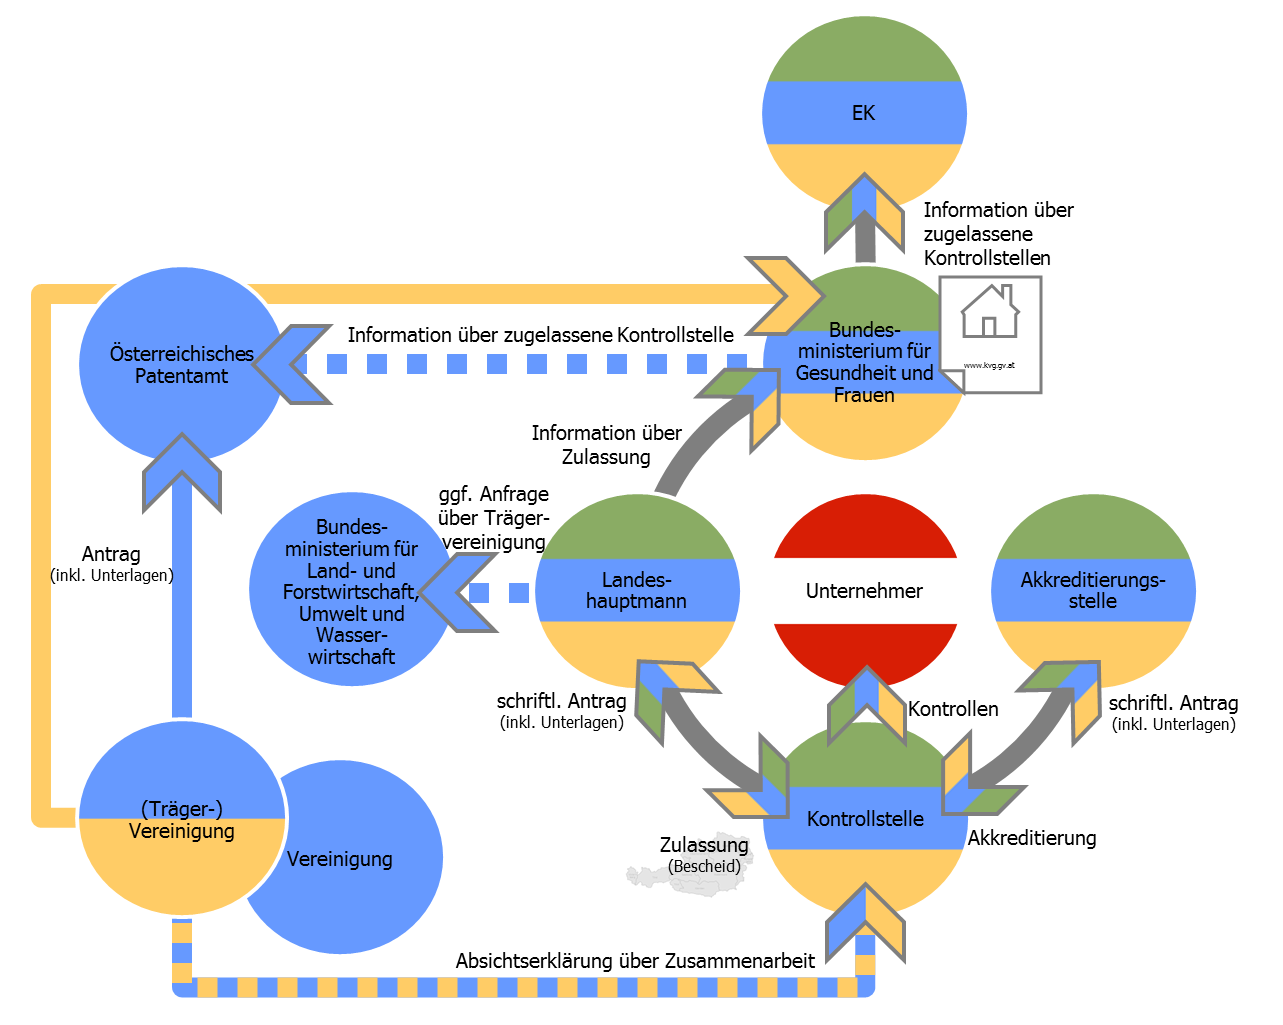 EK
Information über
zugelassene
Kontrollstellen
www.kvg.gv.at
Bundes-
ministerium für
Gesundheit und
Frauen
Information über zugelassene Kontrollstelle
Österreichisches
Patentamt
Information über
Zulassung
ggf. Anfrage
über Träger-
vereinigung
Antrag
(inkl. Unterlagen)
Bundes-
ministerium für
Land- und
Forstwirtschaft,
Umwelt und
Wasser-
wirtschaft
Landes-
hauptmann
Unternehmer
Akkreditierungs-
stelle
schriftl. Antrag
(inkl. Unterlagen)
Kontrollen
schriftl. Antrag
(inkl. Unterlagen)
(Träger-)
Vereinigung
Vereinigung
Kontrollstelle
Zulassung
(Bescheid)
Akkreditierung
Absichtserklärung über Zusammenarbeit